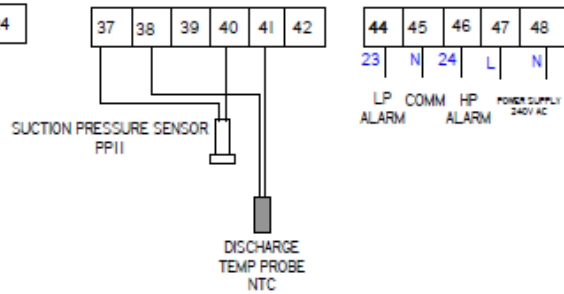 4
37 38 39 40 41 42
44 45 46 47 48
23 N 24 L N
LP COMM HP POWER SUPPLY
ALARM ALARM 240V AC
SUCTION PRESSURE SENSOR
PP11
DISCHARGE
TEMP PROBE
NTC